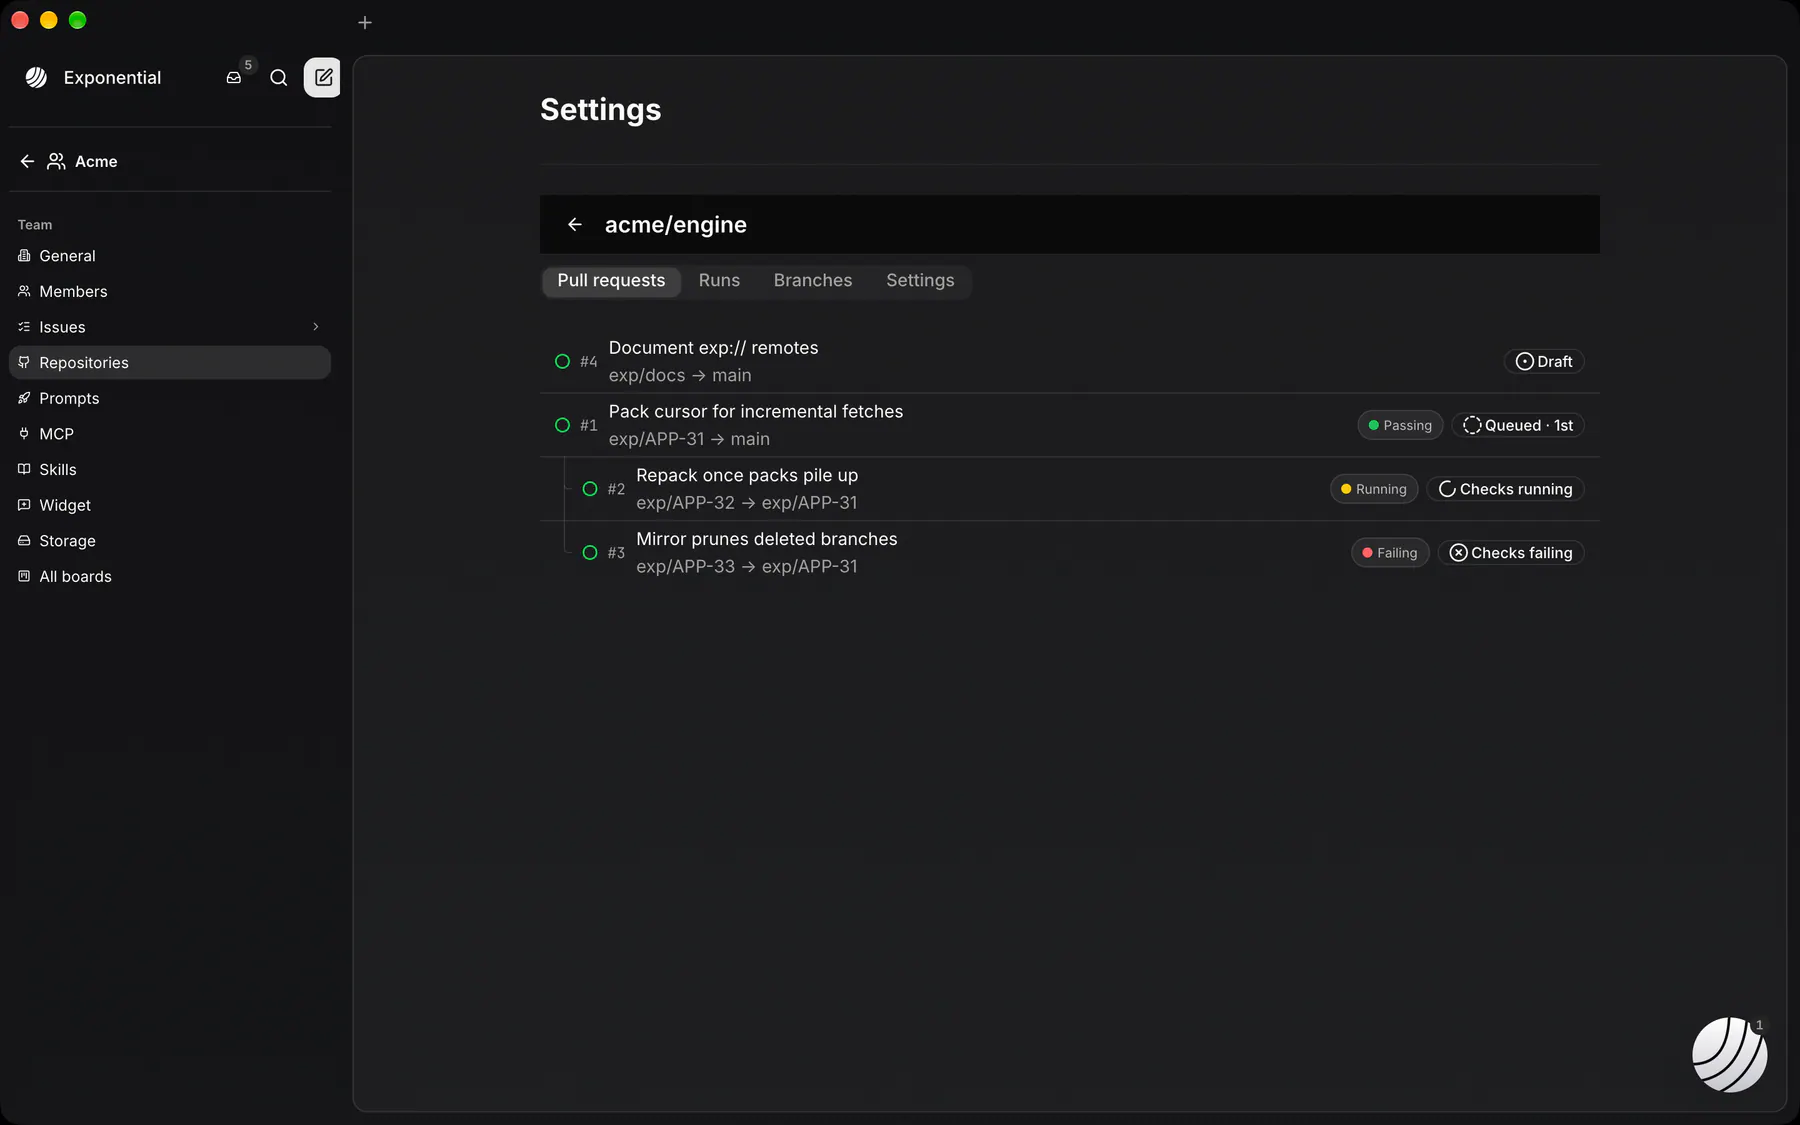 Exponential
5
Acme
Team
General
Members
Issues
Repositories
Prompts
MCP
Skills
Widget
Storage
All boards
Settings
acme/engine
Pull requests Runs Branches Settings
#4 Document exp:// remotes
exp/docs → main
Draft
#1 Pack cursor for incremental fetches
exp/APP-31 → main
Passing Queued · 1st
#2 Repack once packs pile up
exp/APP-32 → exp/APP-31
Running Checks running
#3 Mirror prunes deleted branches
exp/APP-33 → exp/APP-31
Failing Checks failing
1